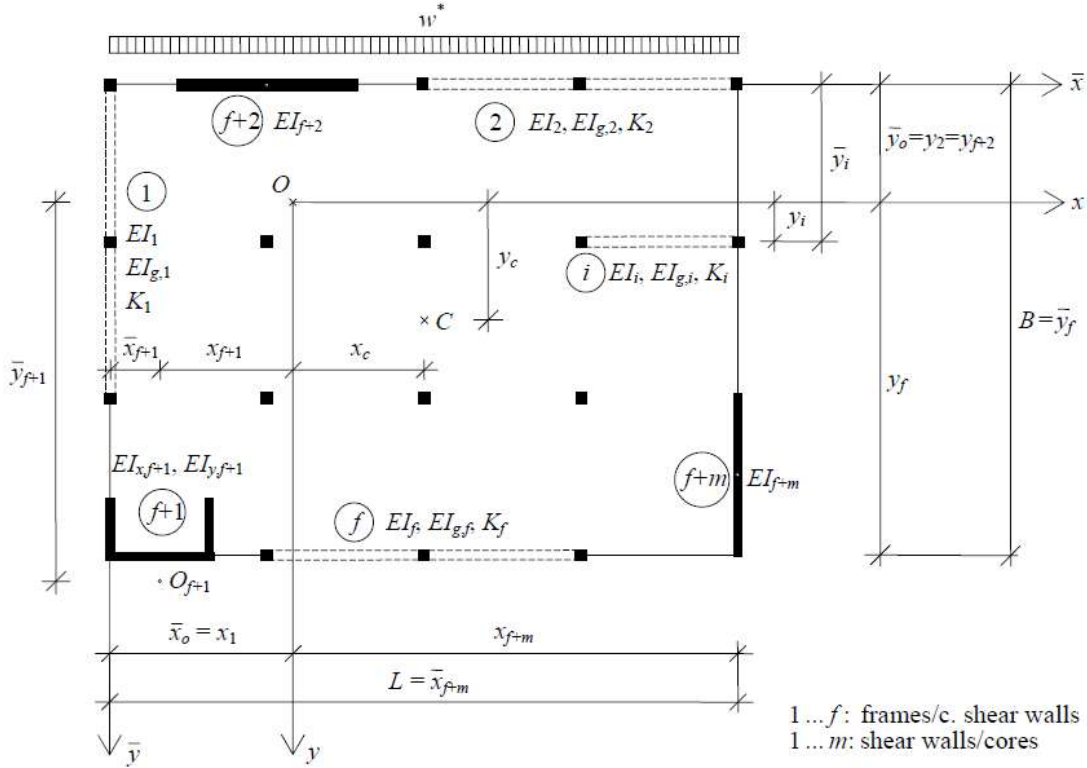 w*
x̄
f+2 EI_{f+2}
2 EI_2, EI_{g,2}, K_2
ȳ_i
ȳ_o=y_2=y_{f+2}
1
O
x
EI_1
EI_{g,1}
K_1
y_c
y_i
i EI_i, EI_{g,i}, K_i
C
B=ȳ_f
x̄_{f+1} x_{f+1} x_c
ȳ_{f+1}
y_f
EI_{x,f+1}, EI_{y,f+1}
f+m EI_{f+m}
f+1
f EI_f, EI_{g,f}, K_f
O_{f+1}
x̄_o = x_1 x_{f+m}
L = x̄_{f+m}
ȳ y
1 ... f : frames/c. shear walls
1 ... m: shear walls/cores